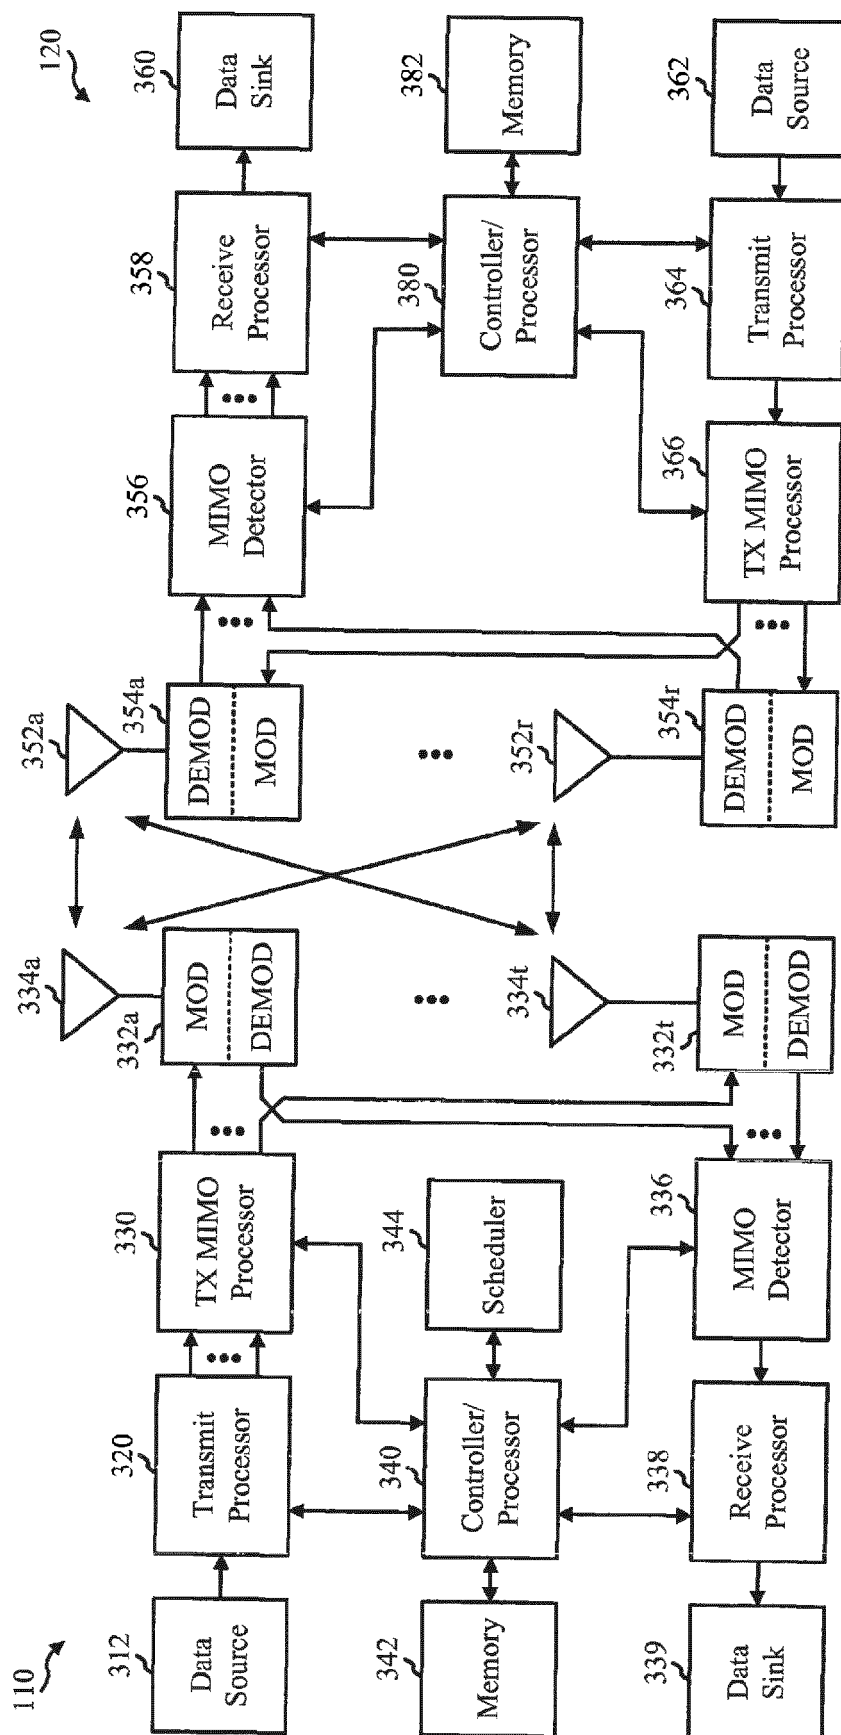 110
312
Data
Source
320
Transmit
Processor
330
TX MIMO
Processor
332a
MOD
DEMOD
334a
342
Memory
340
Controller/
Processor
344
Scheduler
339
Data
Sink
338
Receive
Processor
336
MIMO
Detector
332t
MOD
DEMOD
334t
120
352a
354a
DEMOD
MOD
356
MIMO
Detector
358
Receive
Processor
360
Data
Sink
380
Controller/
Processor
382
Memory
352r
354r
DEMOD
MOD
366
TX MIMO
Processor
364
Transmit
Processor
362
Data
Source